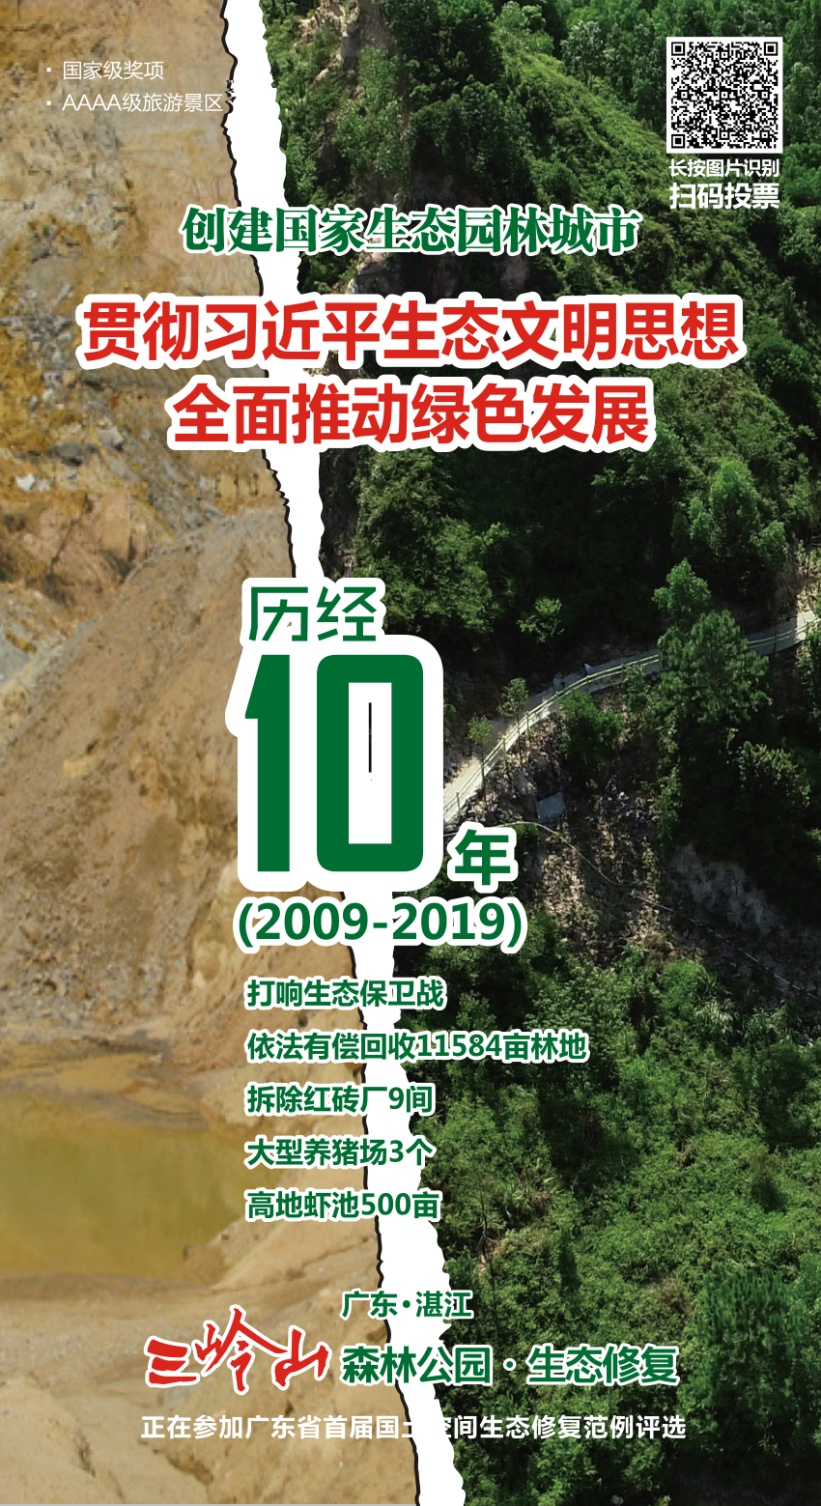 · 国家级奖项
· AAAA级旅游景区
长按图片识别
扫码投票
创建国家生态园林城市
贯彻习近平生态文明思想
全面推动绿色发展
历经
10年
(2009-2019)
打响生态保卫战
依法有偿回收11584亩林地
拆除红砖厂9间
大型养猪场3个
高地虾池500亩
广东·湛江
三岭山 森林公园·生态修复
正在参加广东省首届国土空间生态修复范例评选